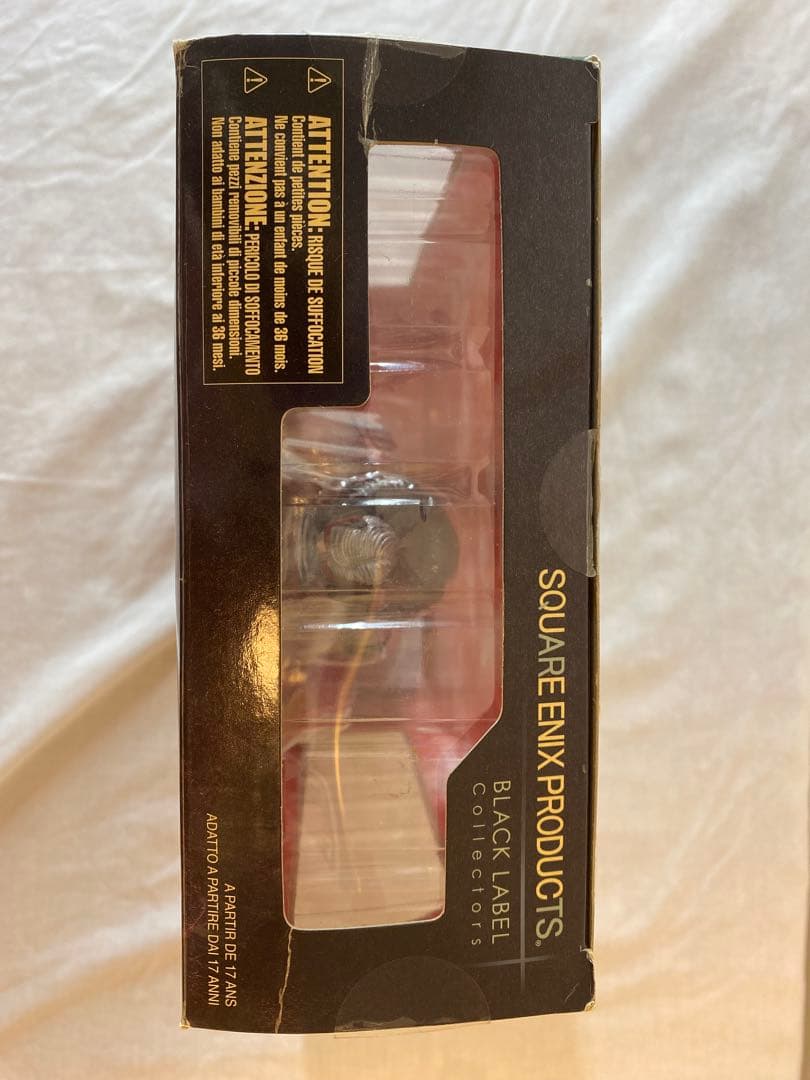 ATTENTION: RISQUE DE SUFFOCATION
Contient de petites pièces.
Ne convient pas à un enfant de moins de 36 mois.
ATTENZIONE: PERICOLO DI SOFFOCAMENTO
Contiene pezzi removibili di piccole dimensioni.
Non adatto ai bambini di età inferiore ai 36 mesi.
SQUARE ENIX PRODUCTS®
BLACK LABEL
Collectors
A PARTIR DE 17 ANS
ADATTO A PARTIRE DAI 17 ANNI